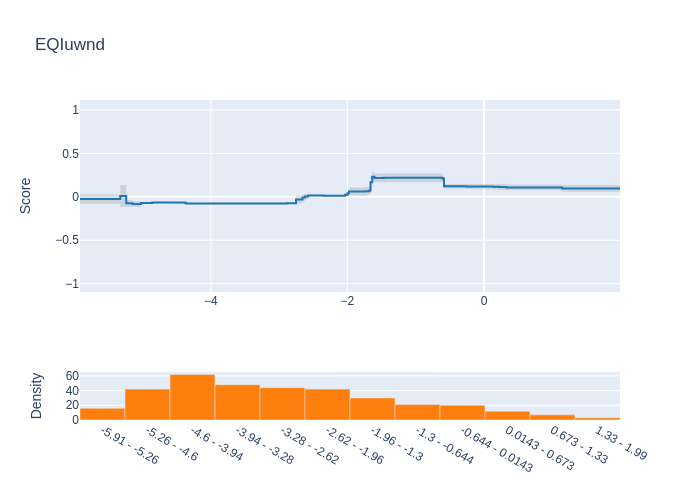 EQIuwnd
1
0.5
0
−0.5
−1
Score
−4
−2
0
60
40
20
0
Density
-5.91 - -5.26
-5.26 - -4.6
-4.6 - -3.94
-3.94 - -3.28
-3.28 - -2.62
-2.62 - -1.96
-1.96 - -1.3
-1.3 - -0.644
-0.644 - 0.0143
0.0143 - 0.673
0.673 - 1.33
1.33 - 1.99